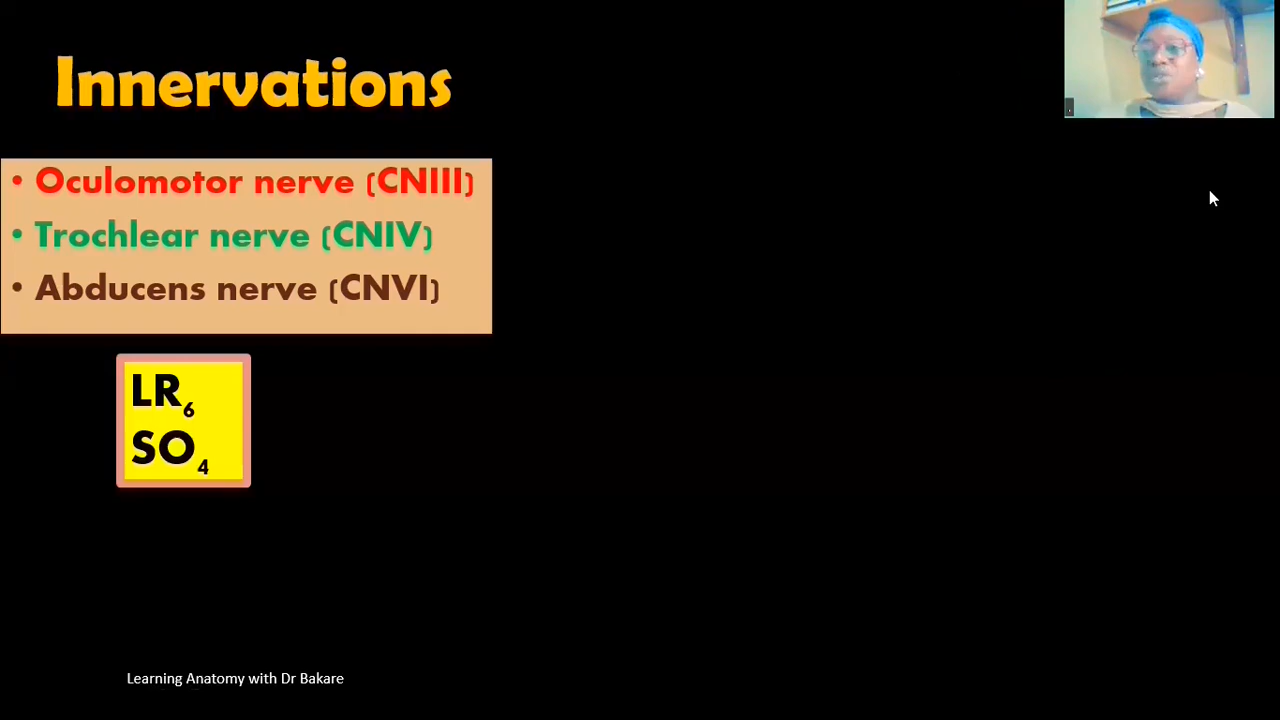 Innervations
• Oculomotor nerve (CNIII)
• Trochlear nerve (CNIV)
• Abducens nerve (CNVI)
LR₆
SO₄
Learning Anatomy with Dr Bakare